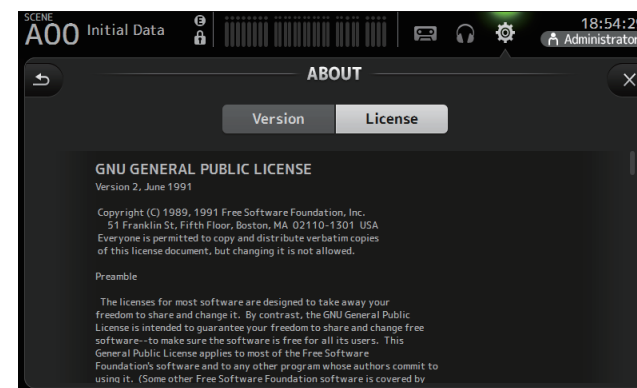 SCENE
A00 Initial Data
E
18:54:29
Administrator
ABOUT
Version
License
GNU GENERAL PUBLIC LICENSE
Version 2, June 1991
Copyright (C) 1989, 1991 Free Software Foundation, Inc.
51 Franklin St, Fifth Floor, Boston, MA 02110-1301 USA
Everyone is permitted to copy and distribute verbatim copies
of this license document, but changing it is not allowed.
Preamble
The licenses for most software are designed to take away your
freedom to share and change it. By contrast, the GNU General Public
License is intended to guarantee your freedom to share and change free
software--to make sure the software is free for all its users. This
General Public License applies to most of the Free Software
Foundation's software and to any other program whose authors commit to
using it. (Some other Free Software Foundation software is covered by